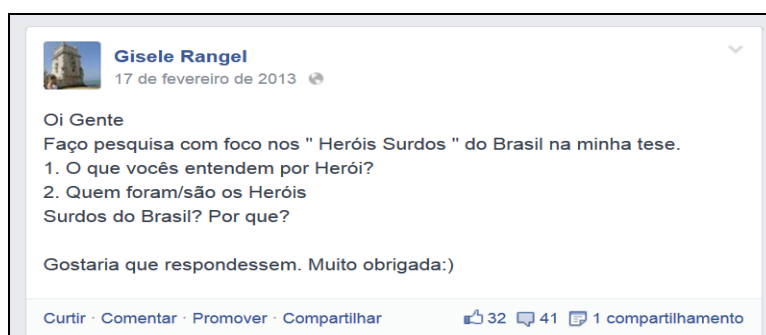 Gisele Rangel
17 de fevereiro de 2013
Oi Gente
Faço pesquisa com foco nos " Heróis Surdos " do Brasil na minha tese.
1. O que vocês entendem por Herói?
2. Quem foram/são os Heróis
Surdos do Brasil? Por que?
Gostaria que respondessem. Muito obrigada:)
Curtir · Comentar · Promover · Compartilhar 32 41 1 compartilhamento